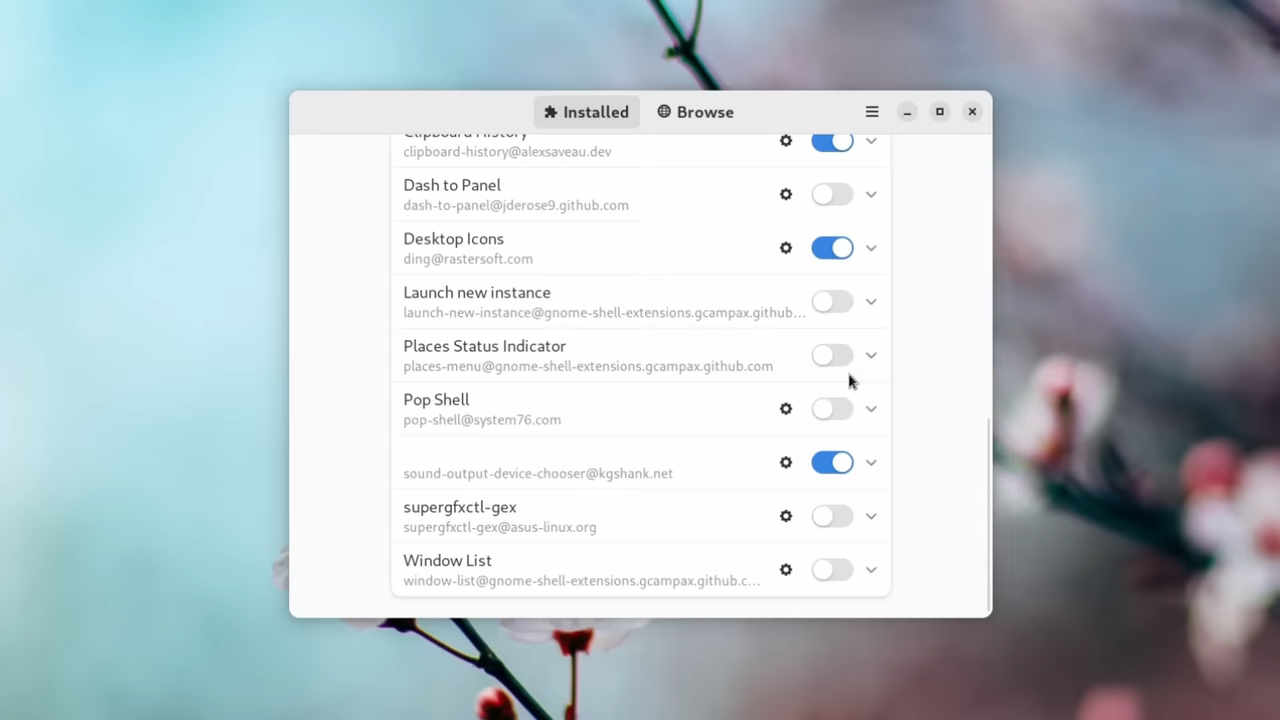 Installed
Browse
Clipboard History
clipboard-history@alexsaveau.dev
Dash to Panel
dash-to-panel@jderose9.github.com
Desktop Icons
ding@rastersoft.com
Launch new instance
launch-new-instance@gnome-shell-extensions.gcampax.github...
Places Status Indicator
places-menu@gnome-shell-extensions.gcampax.github.com
Pop Shell
pop-shell@system76.com
sound-output-device-chooser@kgshank.net
supergfxctl-gex
supergfxctl-gex@asus-linux.org
Window List
window-list@gnome-shell-extensions.gcampax.github.c...